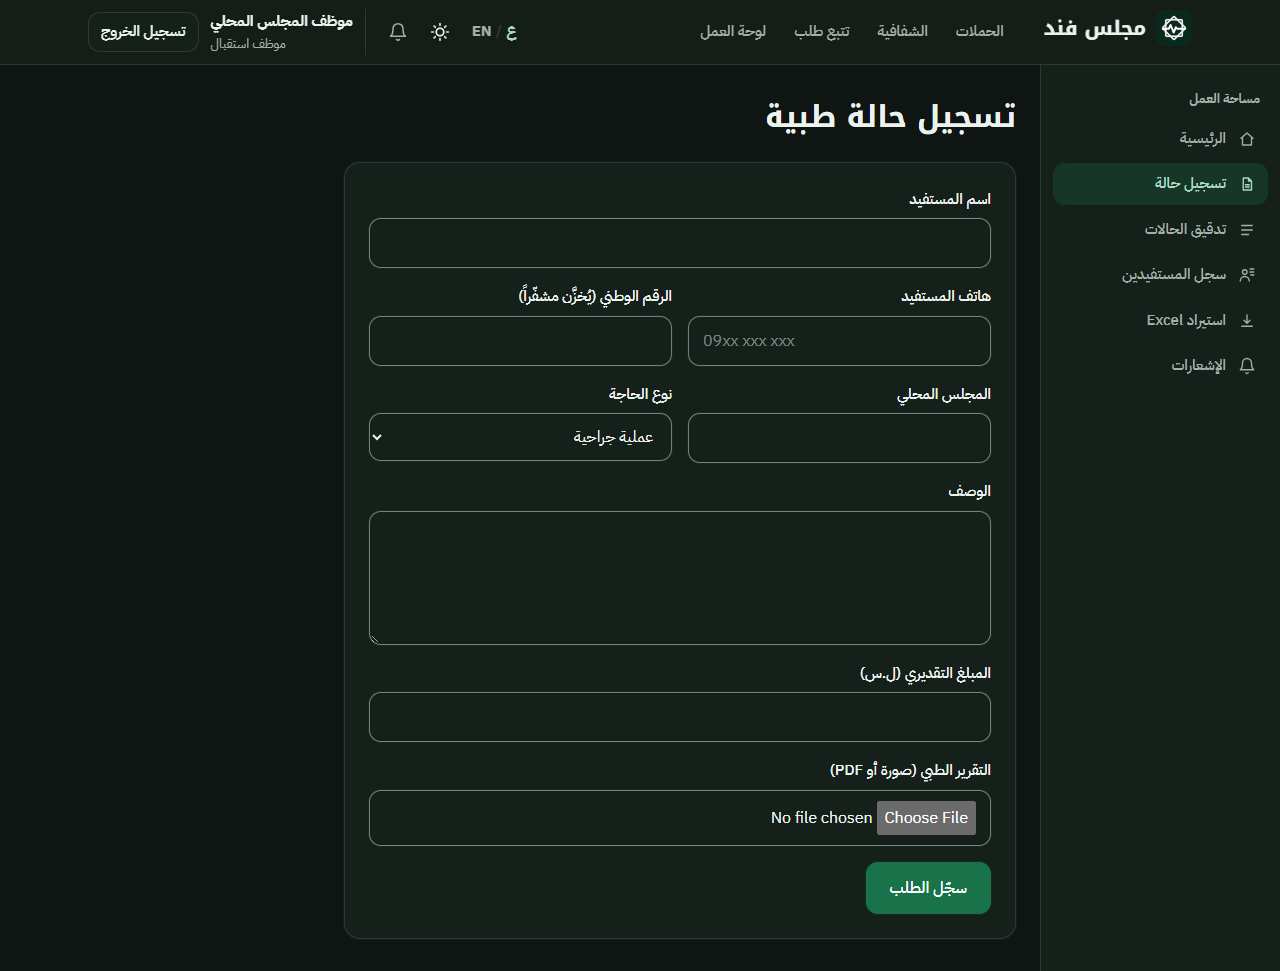 مجلس فند
الحملات
الشفافية
تتبع طلب
لوحة العمل
ع / EN
موظف المجلس المحلي
موظف استقبال
تسجيل الخروج
مساحة العمل
الرئيسية
تسجيل حالة
تدقيق الحالات
سجل المستفيدين
استيراد Excel
الإشعارات
تسجيل حالة طبية
اسم المستفيد
هاتف المستفيد
09xx xxx xxx
الرقم الوطني (يُخزَّن مشفّراً)
المجلس المحلي
نوع الحاجة
عملية جراحية
الوصف
المبلغ التقديري (ل.س)
التقرير الطبي (صورة أو PDF)
Choose File No file chosen
سجّل الطلب